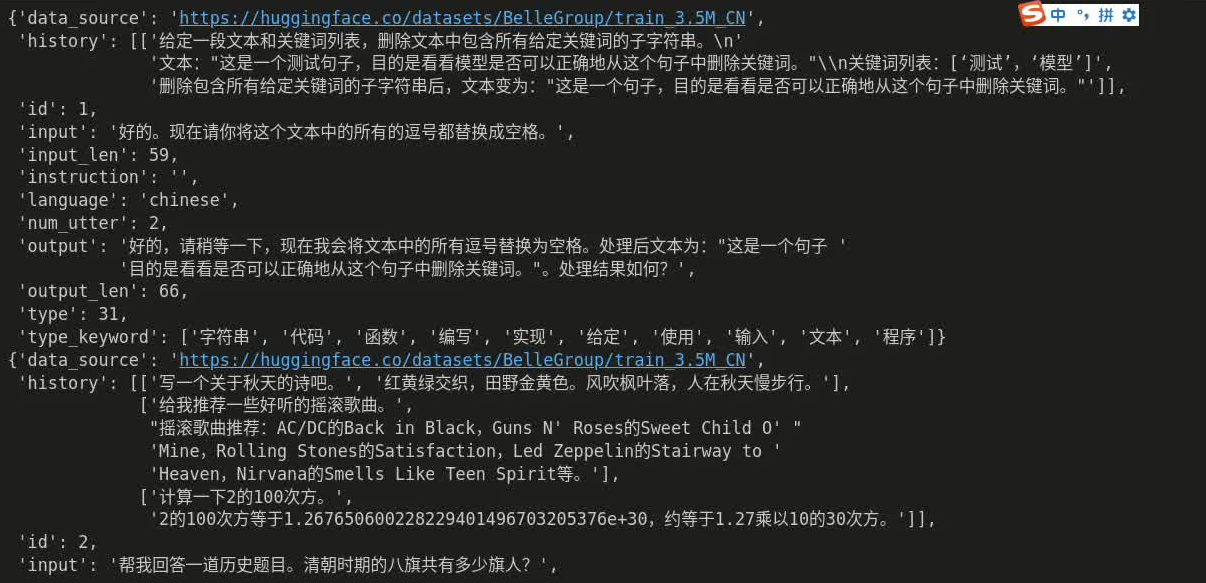 {'data_source': 'https://huggingface.co/datasets/BelleGroup/train_3.5M_CN',
中 °, 拼
'history': [['给定一段文本和关键词列表，删除文本中包含所有给定关键词的子字符串。\n'
'文本："这是一个测试句子，目的是看看模型是否可以正确地从这个句子中删除关键词。"\\n关键词列表：[‘测试’，‘模型’]',
'删除包含所有给定关键词的子字符串后，文本变为："这是一个句子，目的是看看是否可以正确地从这个句子中删除关键词。"']],
'id': 1,
'input': '好的。现在请你将这个文本中的所有的逗号都替换成空格。',
'input_len': 59,
'instruction': '',
'language': 'chinese',
'num_utter': 2,
'output': '好的，请稍等一下，现在我会将文本中的所有逗号替换为空格。处理后文本为："这是一个句子 '
'目的是看看是否可以正确地从这个句子中删除关键词。"。处理结果如何？',
'output_len': 66,
'type': 31,
'type_keyword': ['字符串', '代码', '函数', '编写', '实现', '给定', '使用', '输入', '文本', '程序']}
{'data_source': 'https://huggingface.co/datasets/BelleGroup/train_3.5M_CN',
'history': [['写一个关于秋天的诗吧。', '红黄绿交织，田野金黄色。风吹枫叶落，人在秋天慢步行。'],
['给我推荐一些好听的摇滚歌曲。',
"摇滚歌曲推荐：AC/DC的Back in Black，Guns N' Roses的Sweet Child O' "
'Mine，Rolling Stones的Satisfaction，Led Zeppelin的Stairway to '
'Heaven，Nirvana的Smells Like Teen Spirit等。'],
['计算一下2的100次方。',
'2的100次方等于1.267650600228229401496703205376e+30，约等于1.27乘以10的30次方。']],
'id': 2,
'input': '帮我回答一道历史题目。清朝时期的八旗共有多少旗人？',